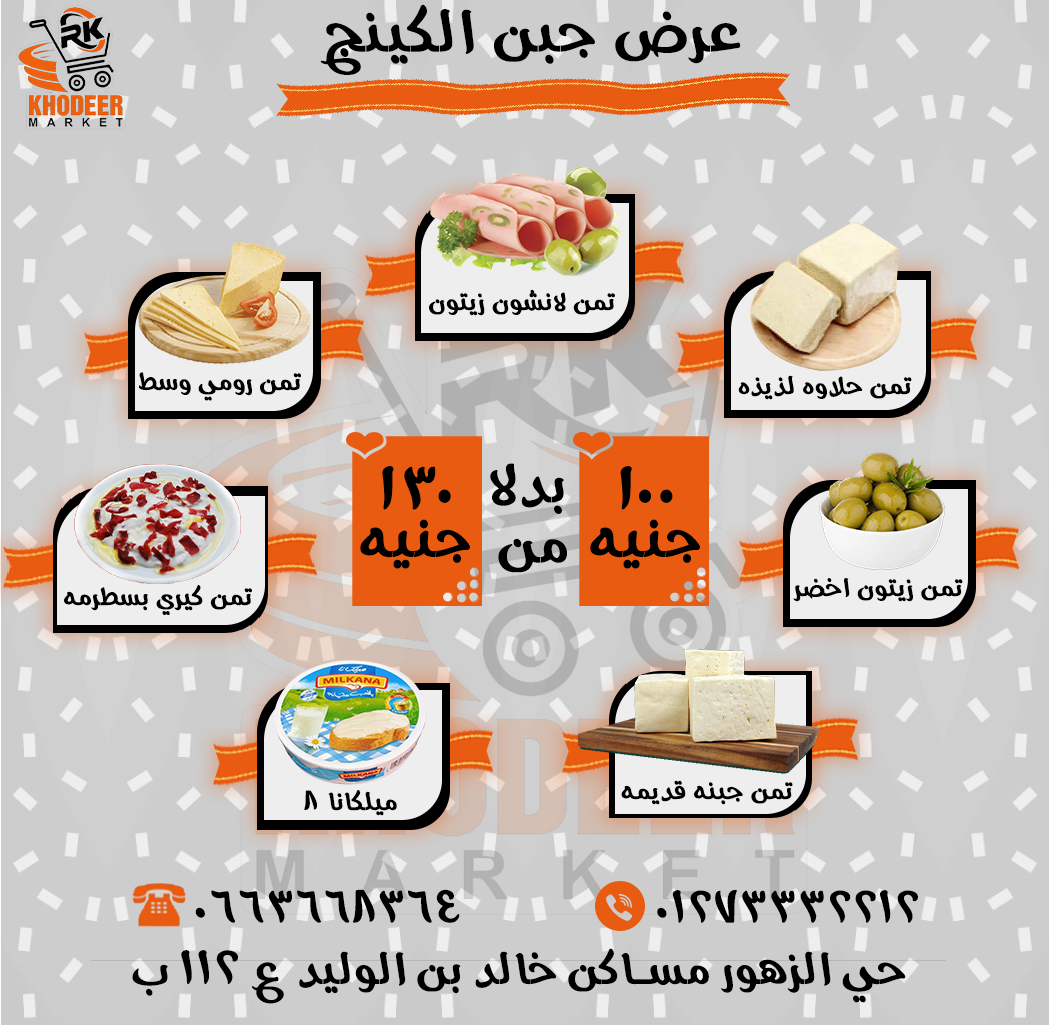 RK
KHODEER
MARKET
عرض جبن الكينج
تمن لانشون زيتون
تمن حلاوه لذيذه
تمن رومي وسط
١٠٠
جنيه
بدلا
من
١٣٠
جنيه
تمن زيتون اخضر
تمن كيري بسطرمه
MILKANA
تمن جبنه قديمه
ميلكانا ٨
RK
KHODEER
MARKET
٠١٢٧٣٣٣٢٢١٢
٠٦٦٣٦٦٨٣٦٤
حي الزهور مساكن خالد بن الوليد ع ١١٢ ب